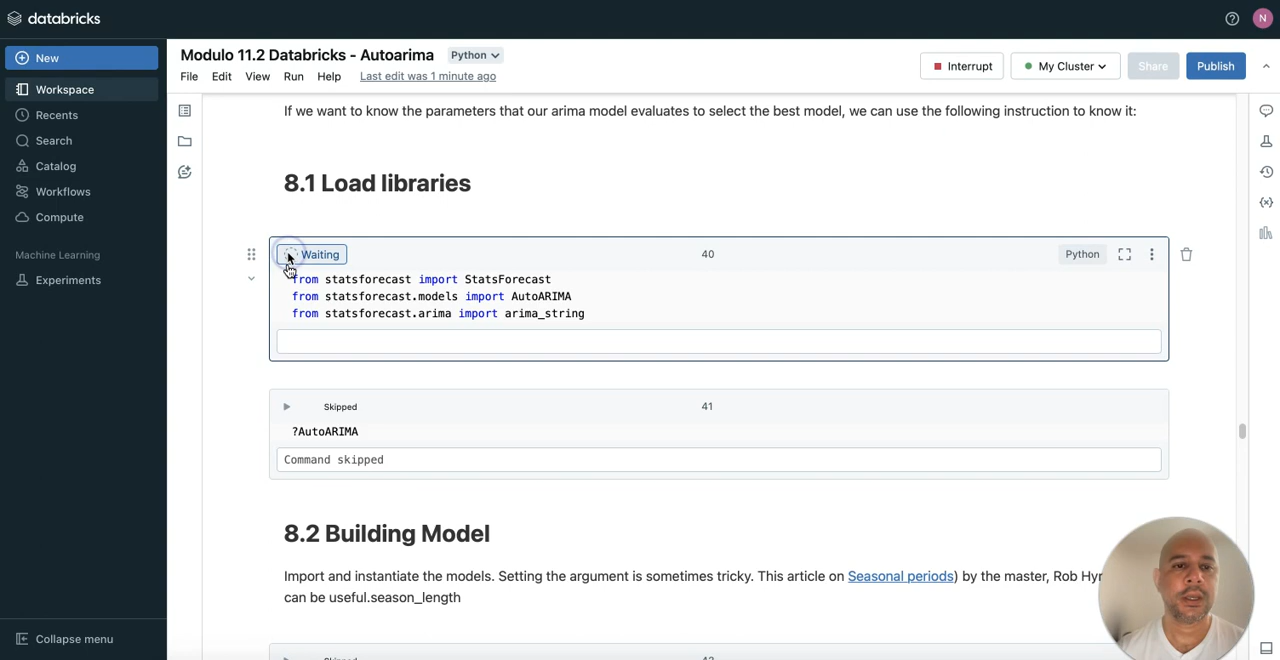 databricks
N
New
Modulo 11.2 Databricks - Autoarima
Python
File
Edit
View
Run
Help
Last edit was 1 minute ago
Interrupt
My Cluster
Share
Publish
Workspace
Recents
Search
Catalog
Workflows
Compute
Machine Learning
Experiments
Collapse menu
If we want to know the parameters that our arima model evaluates to select the best model, we can use the following instruction to know it:
8.1 Load libraries
Waiting
40
Python
from statsforecast import StatsForecast
from statsforecast.models import AutoARIMA
from statsforecast.arima import arima_string
Skipped
41
?AutoARIMA
Command skipped
8.2 Building Model
Import and instantiate the models. Setting the argument is sometimes tricky. This article on Seasonal periods) by the master, Rob Hyn
can be useful.season_length